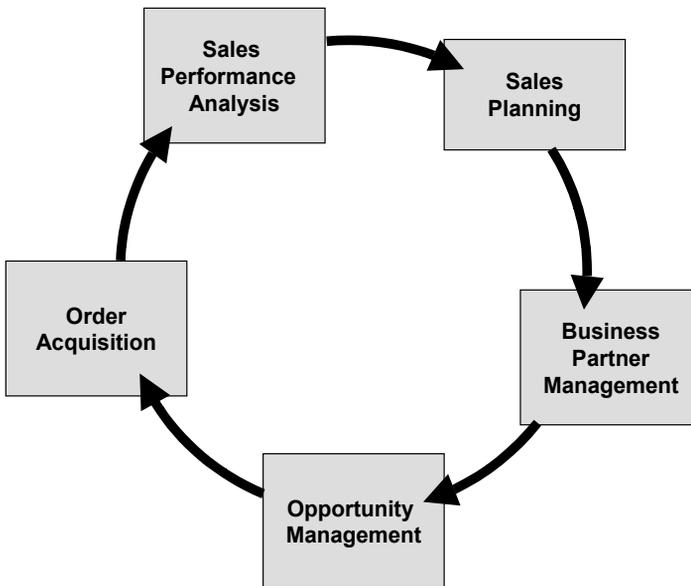 Sales
Performance
Analysis
Sales
Planning
Business
Partner
Management
Opportunity
Management
Order
Acquisition